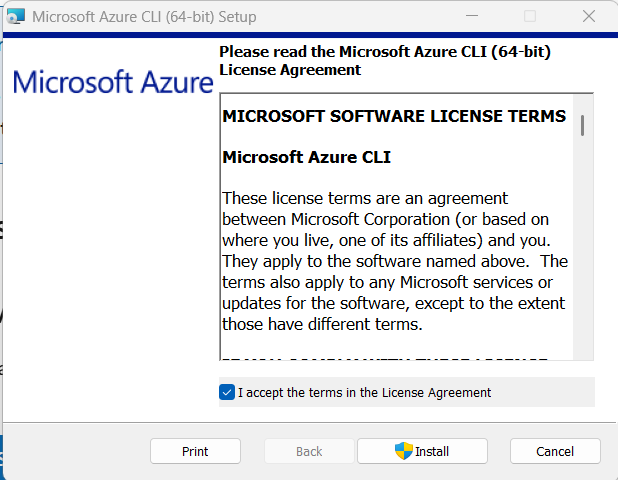 Microsoft Azure CLI (64-bit) Setup
Please read the Microsoft Azure CLI (64-bit)
License Agreement
Microsoft Azure
MICROSOFT SOFTWARE LICENSE TERMS
Microsoft Azure CLI
These license terms are an agreement
between Microsoft Corporation (or based on
where you live, one of its affiliates) and you.
They apply to the software named above.  The
terms also apply to any Microsoft services or
updates for the software, except to the extent
those have different terms.
I accept the terms in the License Agreement
Print
Back
Install
Cancel